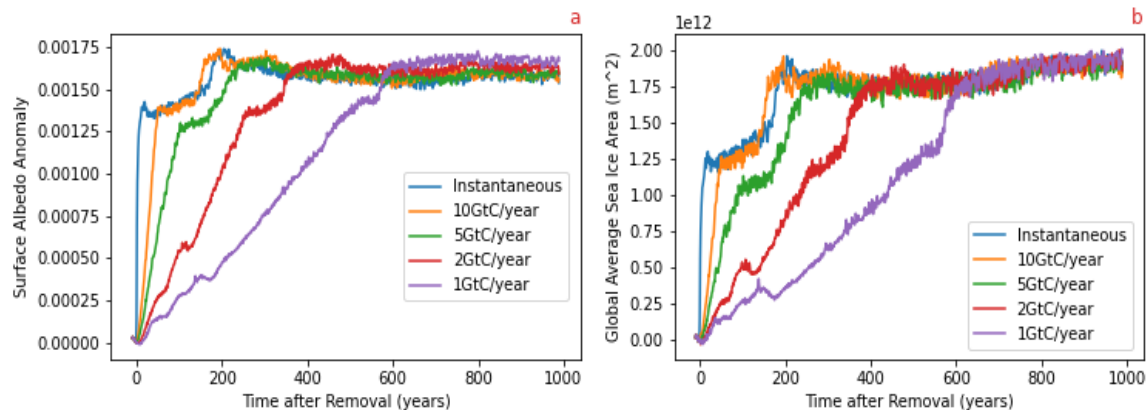 a
0.00175
0.00150
0.00125
0.00100
0.00075
0.00050
0.00025
0.00000
Surface Albedo Anomaly
Instantaneous
10GtC/year
5GtC/year
2GtC/year
1GtC/year
0 200 400 600 800 1000
Time after Removal (years)
b
1e12
2.00
1.75
1.50
1.25
1.00
0.75
0.50
0.25
0.00
Global Average Sea Ice Area (m^2)
Instantaneous
10GtC/year
5GtC/year
2GtC/year
1GtC/year
0 200 400 600 800 1000
Time after Removal (years)